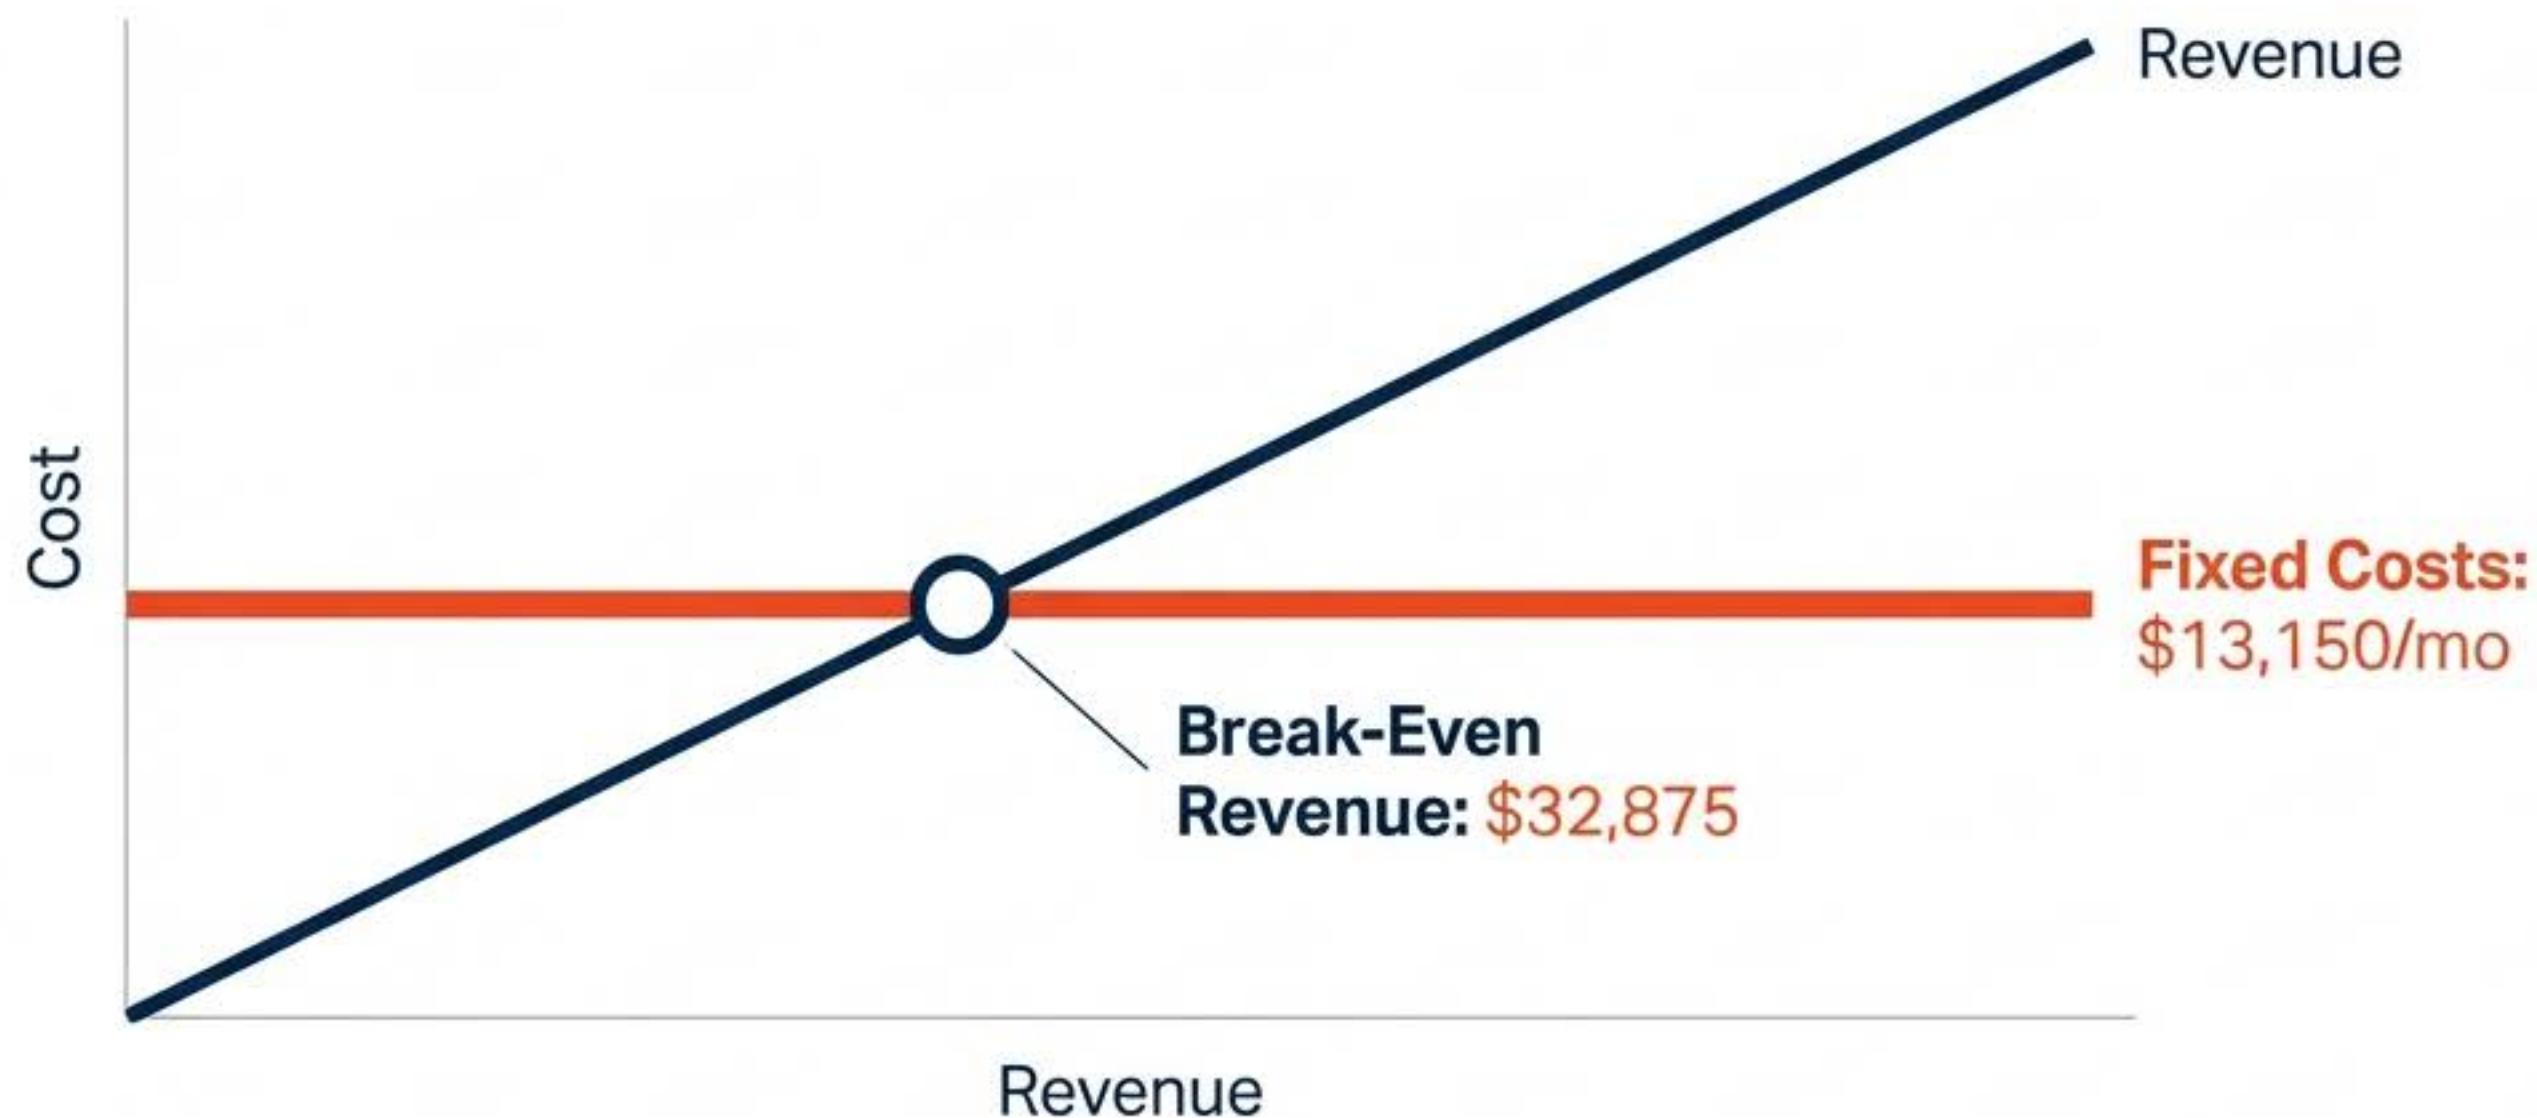 Revenue
Cost
Fixed Costs:
$13,150/mo
Break-Even
Revenue: $32,875
Revenue